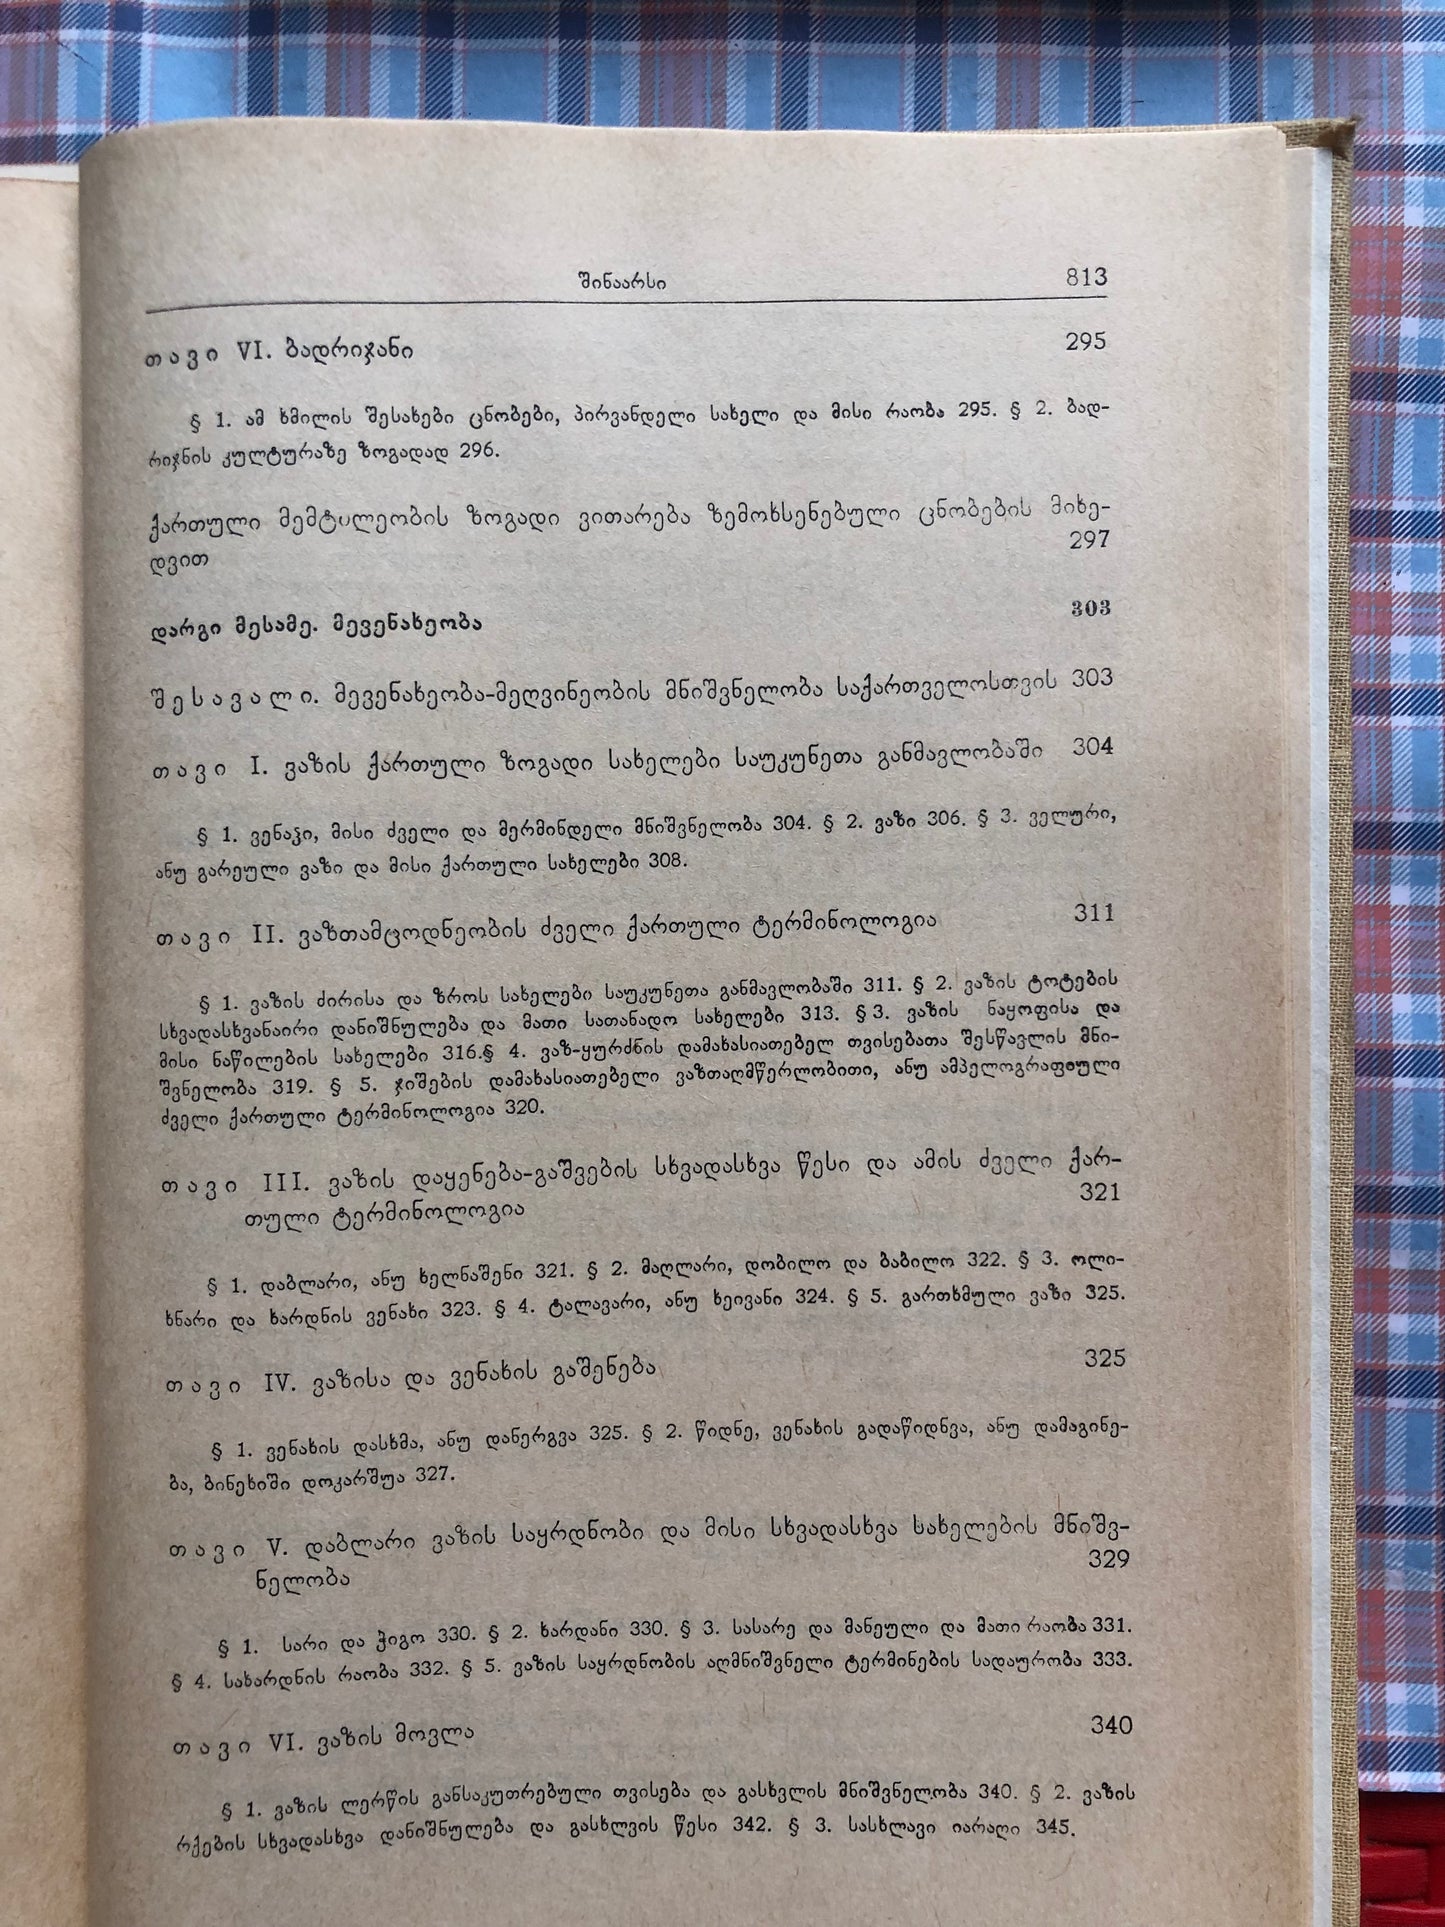 შინაარსი 813
თავი VI. ბადრიჯანი 295
§ 1. ამ ხმილის შესახები ცნობები, პირვანდელი სახელი და მისი რაობა 295. § 2. ბად-
რიჯნის კულტურაზე ზოგადად 296.
ქართული მემტილეობის ზოგადი ვითარება ზემოხსენებული ცნობების მიხე-
დვით 297
დარგი მესამე. მევენახეობა 303
შესავალი. მევენახეობა-მეღვინეობის მნიშვნელობა საქართველოსთვის 303
თავი I. ვაზის ქართული ზოგადი სახელები საუკუნეთა განმავლობაში 304
§ 1. ვენაჴი, მისი ძველი და მერმინდელი მნიშვნელობა 304. § 2. ვაზი 306. § 3. ველური,
ანუ გარეული ვაზი და მისი ქართული სახელები 308.
თავი II. ვაზთამცოდნეობის ძველი ქართული ტერმინოლოგია 311
§ 1. ვაზის ძირისა და ზროს სახელები საუკუნეთა განმავლობაში 311. § 2. ვაზის ტოტების
სხვადასხვანაირი დანიშნულება და მათი სათანადო სახელები 313. § 3. ვაზის ნაყოფისა და
მისი ნაწილების სახელები 316.§ 4. ვაზ-ყურძნის დამახასიათებელ თვისებათა შესწავლის მნი-
შვნელობა 319. § 5. ჯიშების დამახასიათებელი ვაზთაღმწერლობითი, ანუ ამპელოგრაფიული
ძველი ქართული ტერმინოლოგია 320.
თავი III. ვაზის დაყენება-გაშვების სხვადასხვა წესი და ამის ძველი ქარ-
თული ტერმინოლოგია 321
§ 1. დაბლარი, ანუ ხელნაშენი 321. § 2. მაღლარი, დობილო და ბაბილო 322. § 3. ოლი-
ხნარი და ხარდნის ვენახი 323. § 4. ტალავარი, ანუ ხეივანი 324. § 5. გართხმული ვაზი 325.
თავი IV. ვაზისა და ვენახის გაშენება 325
§ 1. ვენახის დასხმა, ანუ დანერგვა 325. § 2. წიდნე, ვენახის გადაწიდნვა, ანუ დამაგინე-
ბა, ბინეხიში დოკარშუა 327.
თავი V. დაბლარი ვაზის საყრდნობი და მისი სხვადასხვა სახელების მნიშვ-
ნელობა 329
§ 1. სარი და ჭიგო 330. § 2. ხარდანი 330. § 3. სასარე და მანეული და მათი რაობა 331.
§ 4. სახარდნის რაობა 332. § 5. ვაზის საყრდნობის აღმნიშვნელი ტერმინების სადაურობა 333.
თავი VI. ვაზის მოვლა 340
§ 1. ვაზის ლერწის განსაკუთრებული თვისება და გასხვლის მნიშვნელობა 340. § 2. ვაზის
რქების სხვადასხვა დანიშნულება და გასხლვის წესი 342. § 3. სასხლავი იარაღი 345.